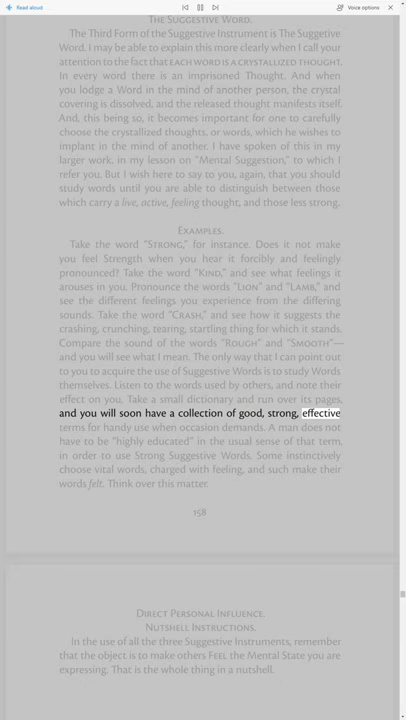 Read aloud
Voice options
The Suggestive Word.
The Third Form of the Suggestive Instrument is The Suggestive
Word. I may be able to explain this more clearly when I call your
attention to the fact that each word is a crystallized thought.
In every word there is an imprisoned Thought. And when
you lodge a Word in the mind of another person, the crystal
covering is dissolved, and the released thought manifests itself.
And, this being so, it becomes important for one to carefully
choose the crystallized thoughts, or words, which he wishes to
implant in the mind of another. I have spoken of this in my
larger work, in my lesson on "Mental Suggestion," to which I
refer you. But I wish here to say to you, again, that you should
study words until you are able to distinguish between those
which carry a live, active, feeling thought, and those less strong.
Examples.
Take the word "Strong," for instance. Does it not make
you feel Strength when you hear it forcibly and feelingly
pronounced? Take the word "Kind," and see what feelings it
arouses in you. Pronounce the words "Lion" and "Lamb," and
see the different feelings you experience from the differing
sounds. Take the word "Crash," and see how it suggests the
crashing, crunching, tearing, startling thing for which it stands.
Compare the sound of the words "Rough" and "Smooth"—
and you will see what I mean. The only way that I can point out
to you to acquire the use of Suggestive Words is to study Words
themselves. Listen to the words used by others, and note their
effect on you. Take a small dictionary and run over its pages,
and you will soon have a collection of good, strong, effective
terms for handy use when occasion demands. A man does not
have to be "highly educated" in the usual sense of that term,
in order to use Strong Suggestive Words. Some instinctively
choose vital words, charged with feeling, and such make their
words felt. Think over this matter.
158
Direct Personal Influence.
Nutshell Instructions.
In the use of all the three Suggestive Instruments, remember
that the object is to make others Feel the Mental State you are
expressing. That is the whole thing in a nutshell.